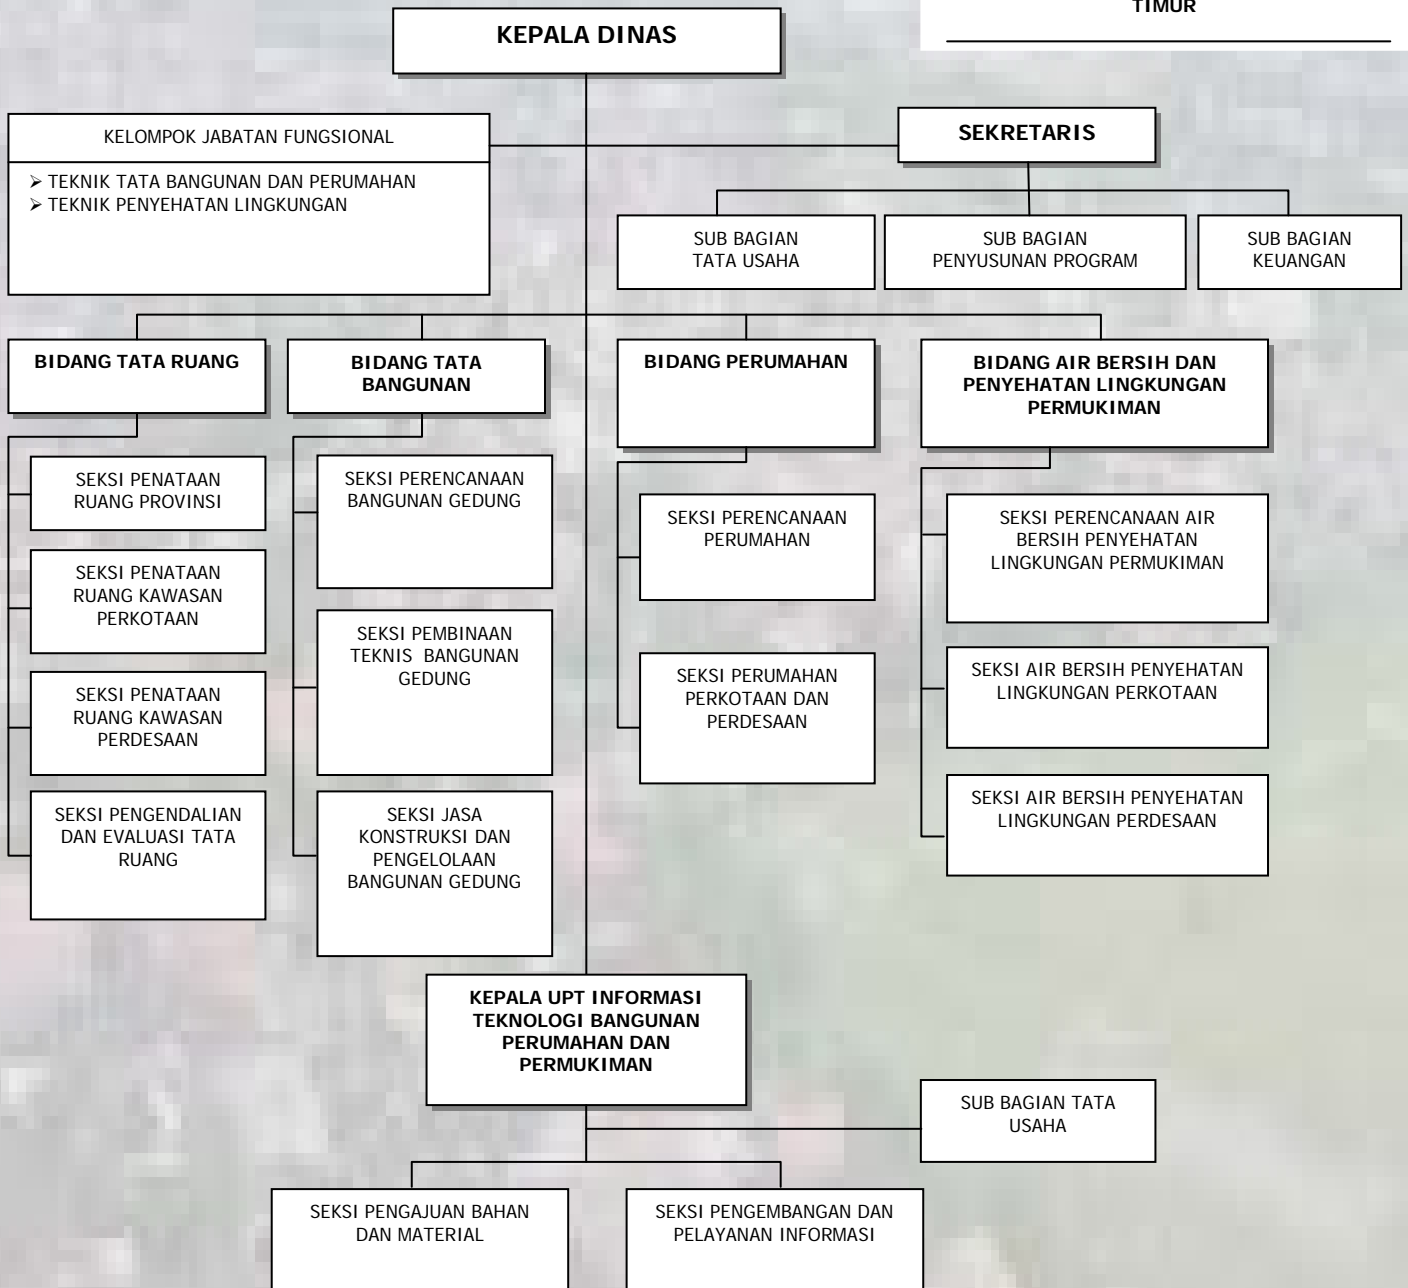 TIMUR
KEPALA DINAS
KELOMPOK JABATAN FUNGSIONAL
➢ TEKNIK TATA BANGUNAN DAN PERUMAHAN
➢ TEKNIK PENYEHATAN LINGKUNGAN
SEKRETARIS
SUB BAGIAN
TATA USAHA
SUB BAGIAN
PENYUSUNAN PROGRAM
SUB BAGIAN
KEUANGAN
BIDANG TATA RUANG
SEKSI PENATAAN
RUANG PROVINSI
SEKSI PENATAAN
RUANG KAWASAN
PERKOTAAN
SEKSI PENATAAN
RUANG KAWASAN
PERDESAAN
SEKSI PENGENDALIAN
DAN EVALUASI TATA
RUANG
BIDANG TATA
BANGUNAN
SEKSI PERENCANAAN
BANGUNAN GEDUNG
SEKSI PEMBINAAN
TEKNIS BANGUNAN
GEDUNG
SEKSI JASA
KONSTRUKSI DAN
PENGELOLAAN
BANGUNAN GEDUNG
BIDANG PERUMAHAN
SEKSI PERENCANAAN
PERUMAHAN
SEKSI PERUMAHAN
PERKOTAAN DAN
PERDESAAN
BIDANG AIR BERSIH DAN
PENYEHATAN LINGKUNGAN
PERMUKIMAN
SEKSI PERENCANAAN AIR
BERSIH PENYEHATAN
LINGKUNGAN PERMUKIMAN
SEKSI AIR BERSIH PENYEHATAN
LINGKUNGAN PERKOTAAN
SEKSI AIR BERSIH PENYEHATAN
LINGKUNGAN PERDESAAN
KEPALA UPT INFORMASI
TEKNOLOGI BANGUNAN
PERUMAHAN DAN
PERMUKIMAN
SUB BAGIAN TATA
USAHA
SEKSI PENGAJUAN BAHAN
DAN MATERIAL
SEKSI PENGEMBANGAN DAN
PELAYANAN INFORMASI